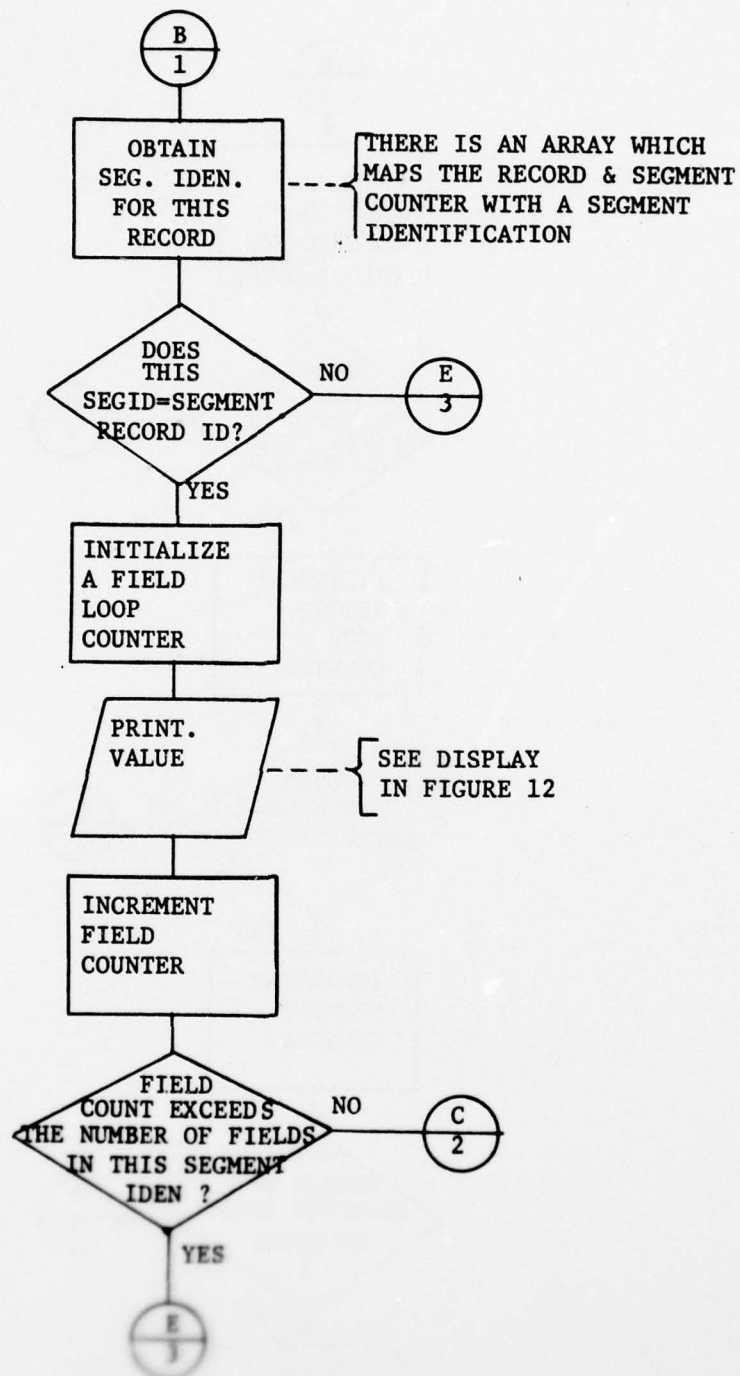 B
1
OBTAIN
SEG. IDEN.
FOR THIS
RECORD
THERE IS AN ARRAY WHICH
MAPS THE RECORD & SEGMENT
COUNTER WITH A SEGMENT
IDENTIFICATION
DOES
THIS
SEGID=SEGMENT
RECORD ID?
NO
E
3
YES
INITIALIZE
A FIELD
LOOP
COUNTER
PRINT.
VALUE
SEE DISPLAY
IN FIGURE 12
INCREMENT
FIELD
COUNTER
FIELD
COUNT EXCEEDS
THE NUMBER OF FIELDS
IN THIS SEGMENT
IDEN ?
NO
C
2
YES
E
3